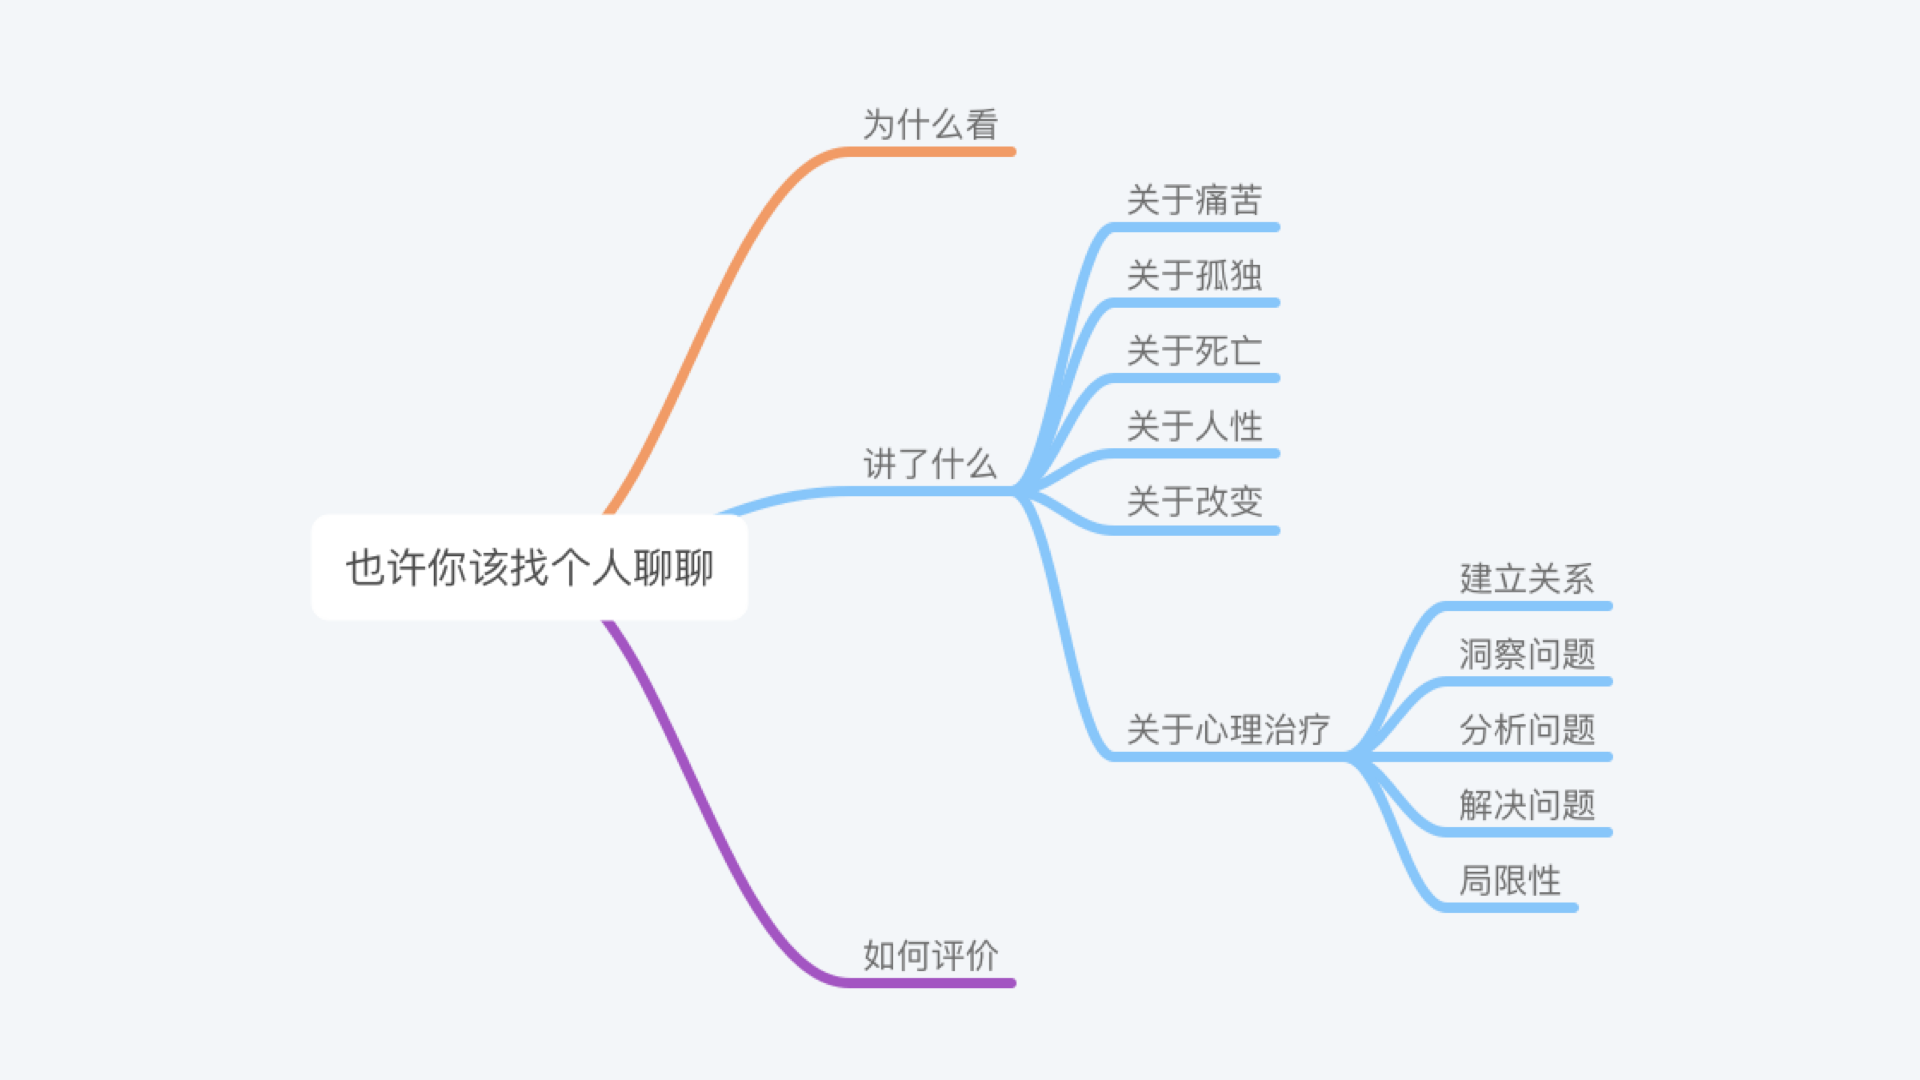 为什么看
关于痛苦
关于孤独
关于死亡
关于人性
讲了什么
关于改变
也许你该找个人聊聊
建立关系
洞察问题
关于心理治疗
分析问题
解决问题
局限性
如何评价